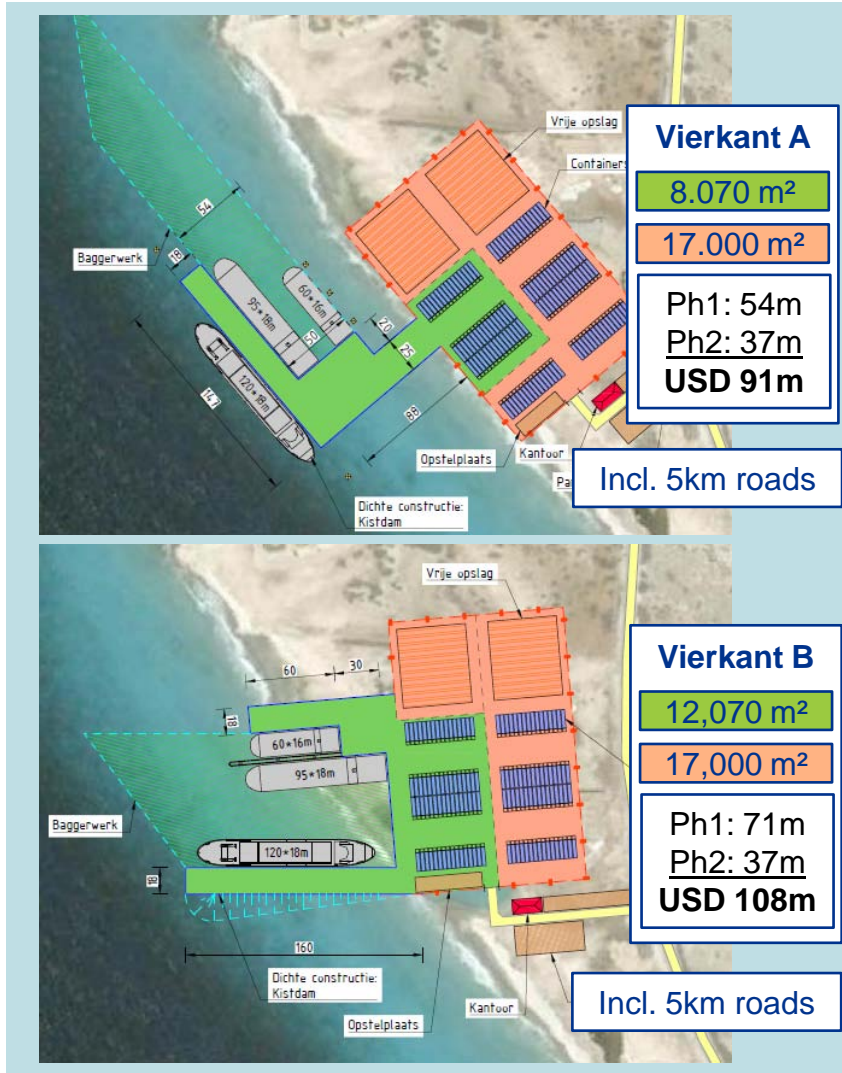 Vrije opslag
Containers
54
Baggerwerk
18
95*18m
60*16m
50
20
25
120*18m
147
88
Opstelplaats
Kantoor
Pa
Dichte constructie:
Kistdam
Vierkant A
8.070 m²
17.000 m²
Ph1: 54m
Ph2: 37m
USD 91m
Incl. 5km roads
Vrije opslag
60
30
18
60*16m
95*18m
Baggerwerk
120*18m
18
160
Dichte constructie:
Kistdam
Opstelplaats
Kantoor
Vierkant B
12,070 m²
17,000 m²
Ph1: 71m
Ph2: 37m
USD 108m
Incl. 5km roads